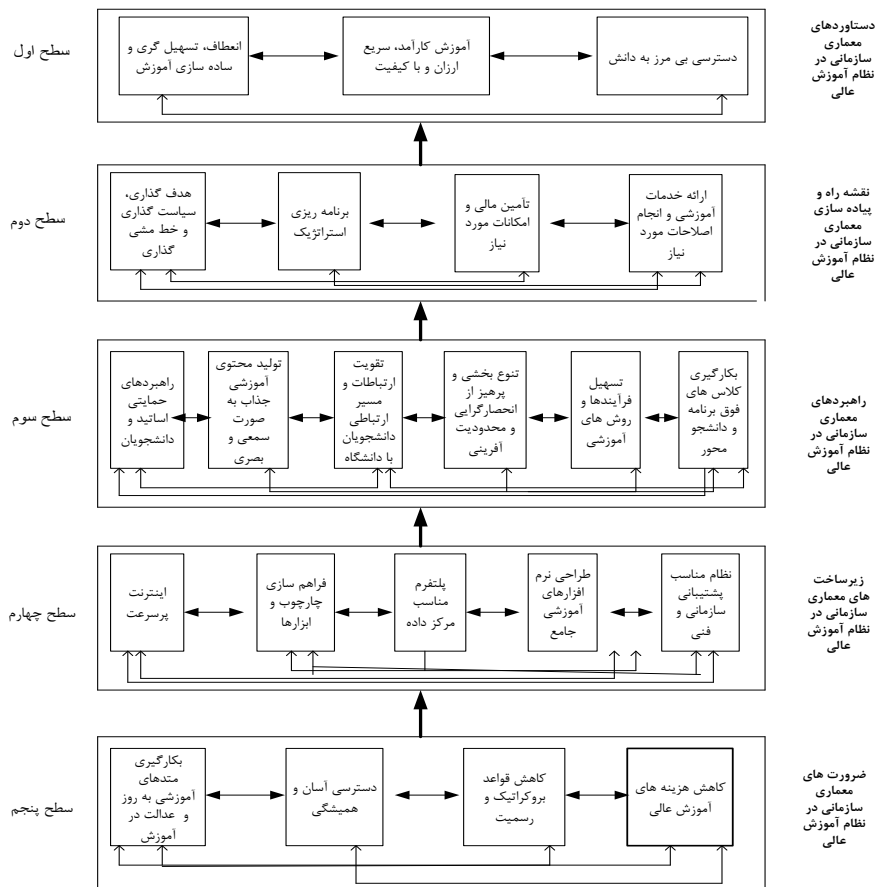 دستاوردهای
معماری
سازمانی در
نظام آموزش
عالی
دسترسی بی مرز به دانش
آموزش کارآمد، سریع
ارزان و با کیفیت
انعطاف، تسهیل گری و
ساده سازی آموزش
سطح اول
نقشه راه و
پیاده سازی
معماری
سازمانی در
نظام آموزش
عالی
ارائه خدمات
آموزشی و انجام
اصلاحات مورد
نیاز
تأمین مالی و
امکانات مورد
نیاز
برنامه ریزی
استراتژیک
هدف گذاری،
سیاست گذاری
و خط مشی
گذاری
سطح دوم
راهبردهای
معماری
سازمانی در
نظام آموزش
عالی
بکارگیری
کلاس های
فوق برنامه
و دانشجو
محور
تسهیل
فرآیندها و
روش های
آموزشی
تنوع بخشی و
پرهیز از
انحصارگرایی
و محدودیت
آفرینی
تقویت
ارتباطات و
مسیر
ارتباطی
دانشجویان
با دانشگاه
تولید محتوی
آموزشی
جذاب به
صورت
سمعی و
بصری
راهبردهای
حمایتی
اساتید و
دانشجویان
سطح سوم
زیرساخت
های معماری
سازمانی در
نظام آموزش
عالی
نظام مناسب
پشتیبانی
سازمانی و
فنی
طراحی نرم
افزارهای
آموزشی
جامع
پلتفرم
مناسب
مرکز داده
فراهم سازی
چارچوب و
ابزارها
اینترنت
پرسرعت
سطح چهارم
ضرورت های
معماری
سازمانی در
نظام آموزش
عالی
کاهش هزینه های
آموزش عالی
کاهش قواعد
بروکراتیک و
رسمیت
دسترسی آسان و
همیشگی
بکارگیری
متدهای
آموزشی به روز
و عدالت در
آموزش
سطح پنجم